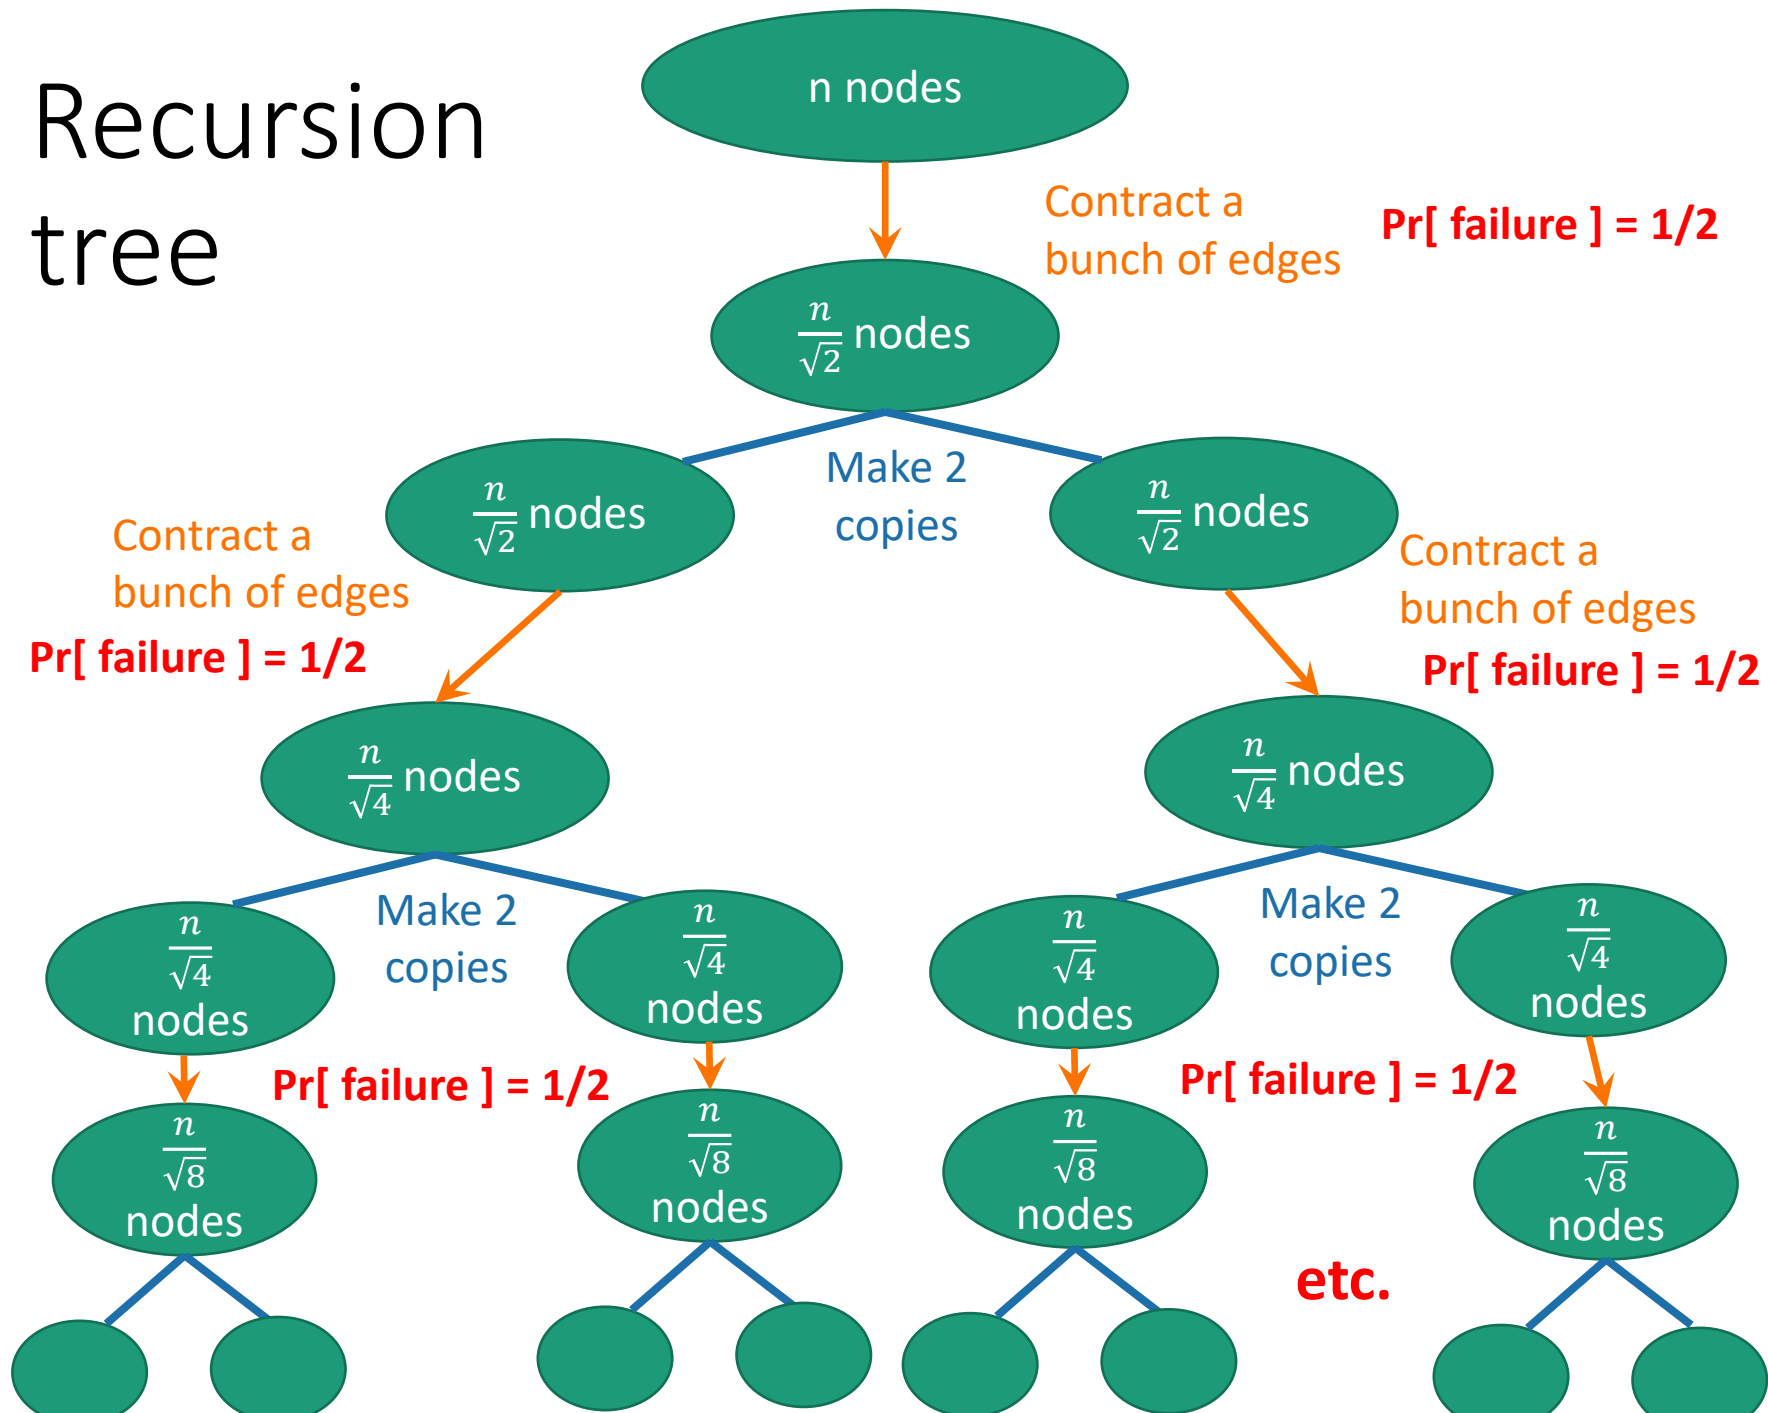 Recursion
tree
n nodes
Contract a
bunch of edges
Pr[ failure ] = 1/2
n/√2 nodes
Make 2
copies
n/√2 nodes
n/√2 nodes
Contract a
bunch of edges
Pr[ failure ] = 1/2
Contract a
bunch of edges
Pr[ failure ] = 1/2
n/√4 nodes
n/√4 nodes
Make 2
copies
Make 2
copies
n/√4
nodes
n/√4
nodes
n/√4
nodes
n/√4
nodes
Pr[ failure ] = 1/2
Pr[ failure ] = 1/2
n/√8
nodes
n/√8
nodes
n/√8
nodes
n/√8
nodes
etc.